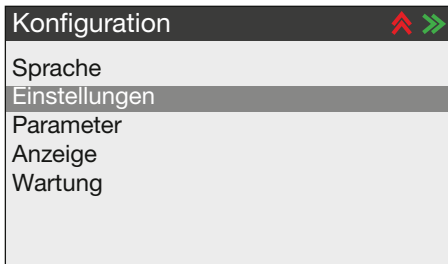 Konfiguration
Sprache
Einstellungen
Parameter
Anzeige
Wartung